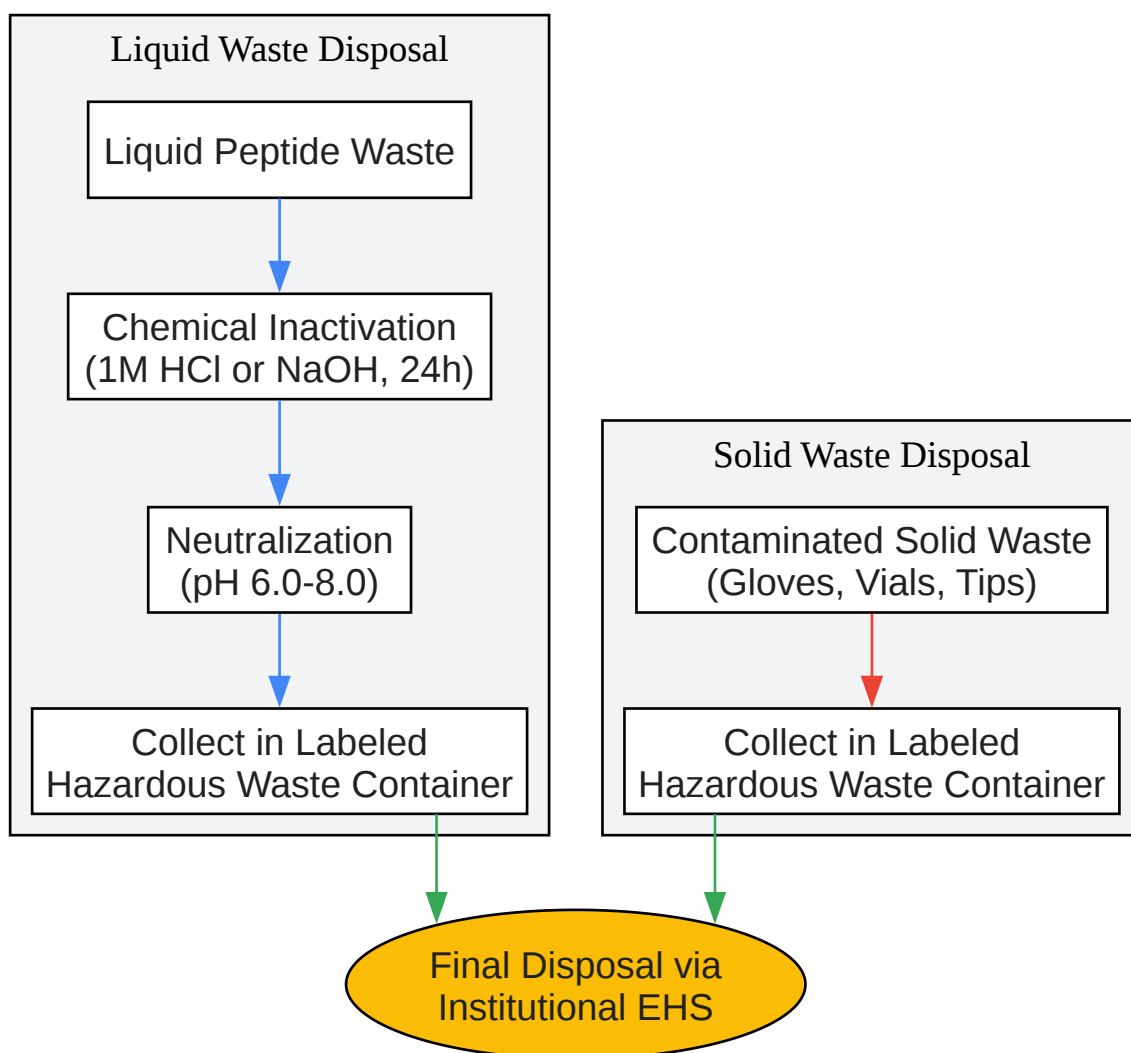 Liquid Waste Disposal
Liquid Peptide Waste
Chemical Inactivation
(1M HCl or NaOH, 24h)
Neutralization
(pH 6.0-8.0)
Collect in Labeled
Hazardous Waste Container
Solid Waste Disposal
Contaminated Solid Waste
(Gloves, Vials, Tips)
Collect in Labeled
Hazardous Waste Container
Final Disposal via
Institutional EHS